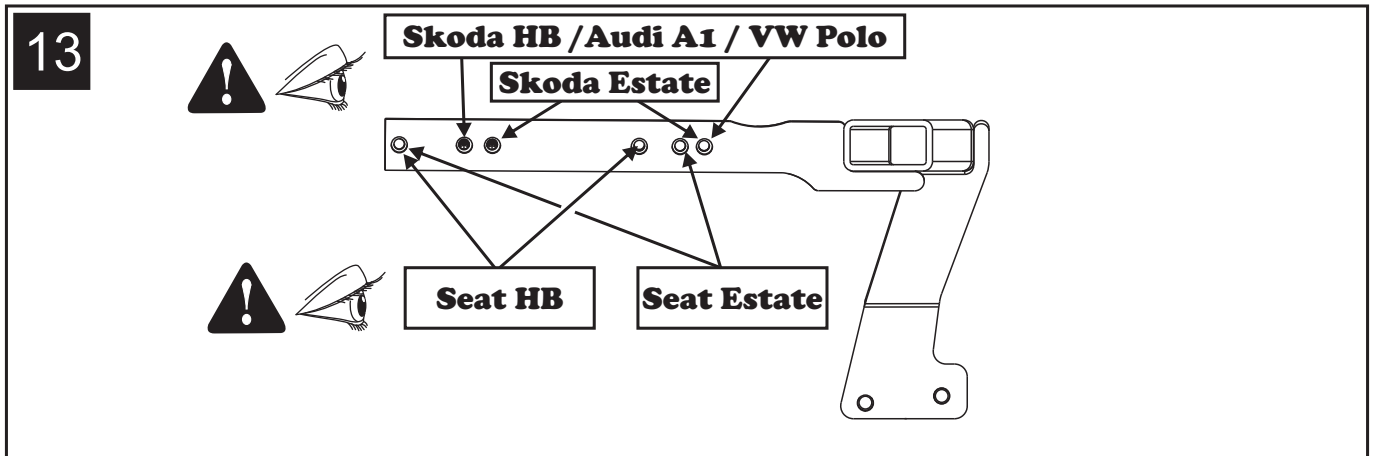 13
Skoda HB /Audi A1 / VW Polo
Skoda Estate
Seat HB
Seat Estate